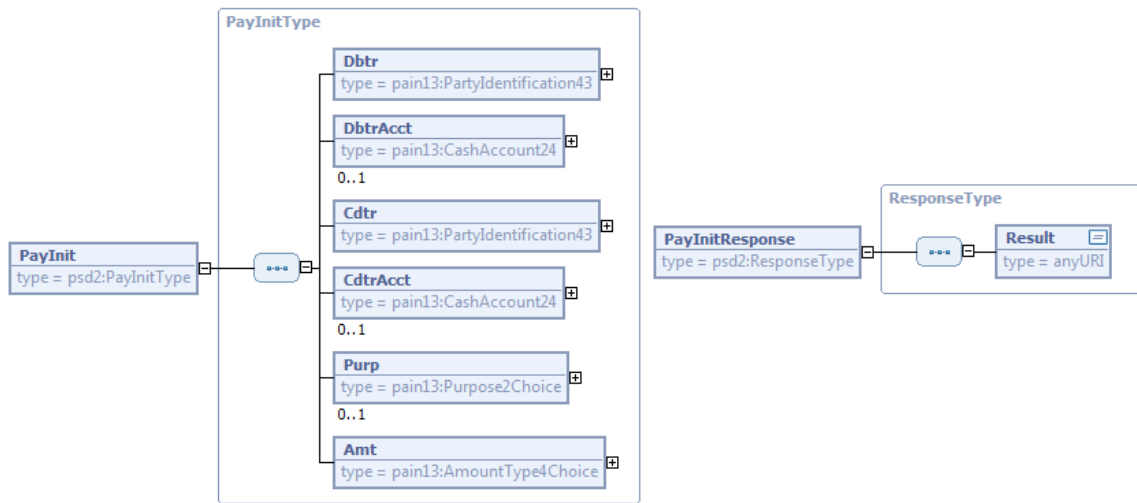 PayInitType
Dbtr
type = pain13:PartyIdentification43
DbtrAcct
type = pain13:CashAccount24
0..1
Cdtr
type = pain13:PartyIdentification43
CdtrAcct
type = pain13:CashAccount24
0..1
Purp
type = pain13:Purpose2Choice
0..1
Amt
type = pain13:AmountType4Choice
PayInit
type = psd2:PayInitType
PayInitResponse
type = psd2:ResponseType
ResponseType
Result
type = anyURI